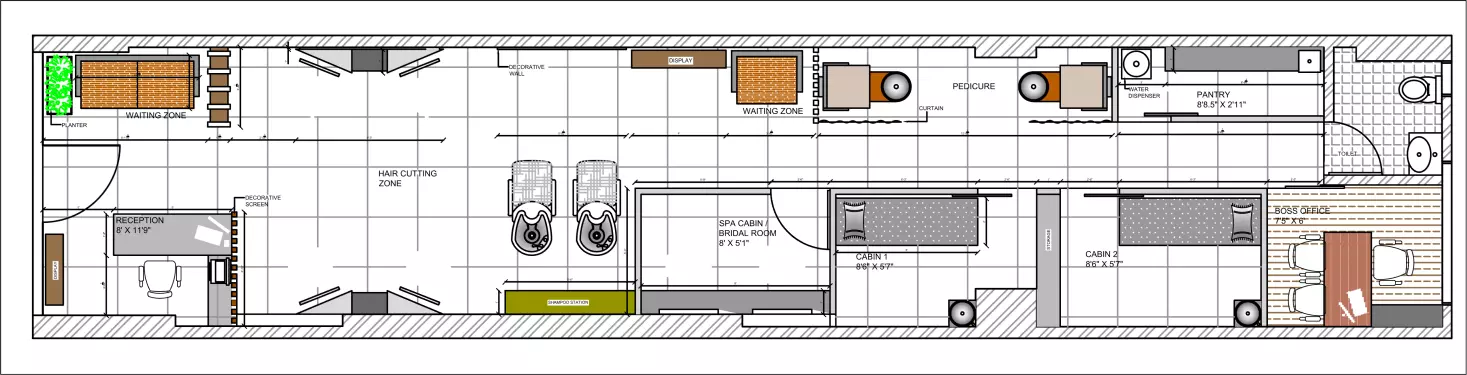 DECORATIVE
WALL
DISPLAY
WAITING ZONE
PLANTER
WAITING ZONE
CURTAIN
PEDICURE
WATER
DISPENSER
PANTRY
8'8.5" X 2'11"
TOILET
HAIR CUTTING
ZONE
DECORATIVE
SCREEN
RECEPTION
8' X 11'9"
DISPLAY
SHAMPOO STATION
SPA CABIN /
BRIDAL ROOM
8' X 5'1"
CABIN 1
8'6" X 5'7"
STORAGE
CABIN 2
8'6" X 5'7"
BOSS OFFICE
7'5" X 6'